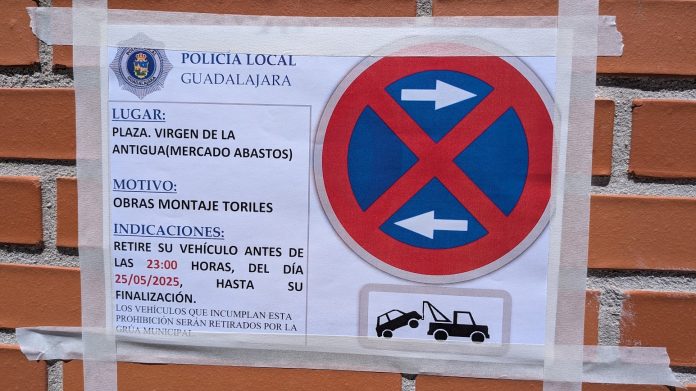 POLICÍA LOCAL
GUADALAJARA
LUGAR:
PLAZA. VIRGEN DE LA
ANTIGUA(MERCADO ABASTOS)
MOTIVO:
OBRAS MONTAJE TORILES
INDICACIONES:
RETIRE SU VEHÍCULO ANTES DE
LAS 23:00 HORAS, DEL DÍA
25/05/2025, HASTA SU
FINALIZACIÓN.
LOS VEHÍCULOS QUE INCUMPLAN ESTA
PROHIBICIÓN SERÁN RETIRADOS POR LA
GRÚA MUNICIPAL